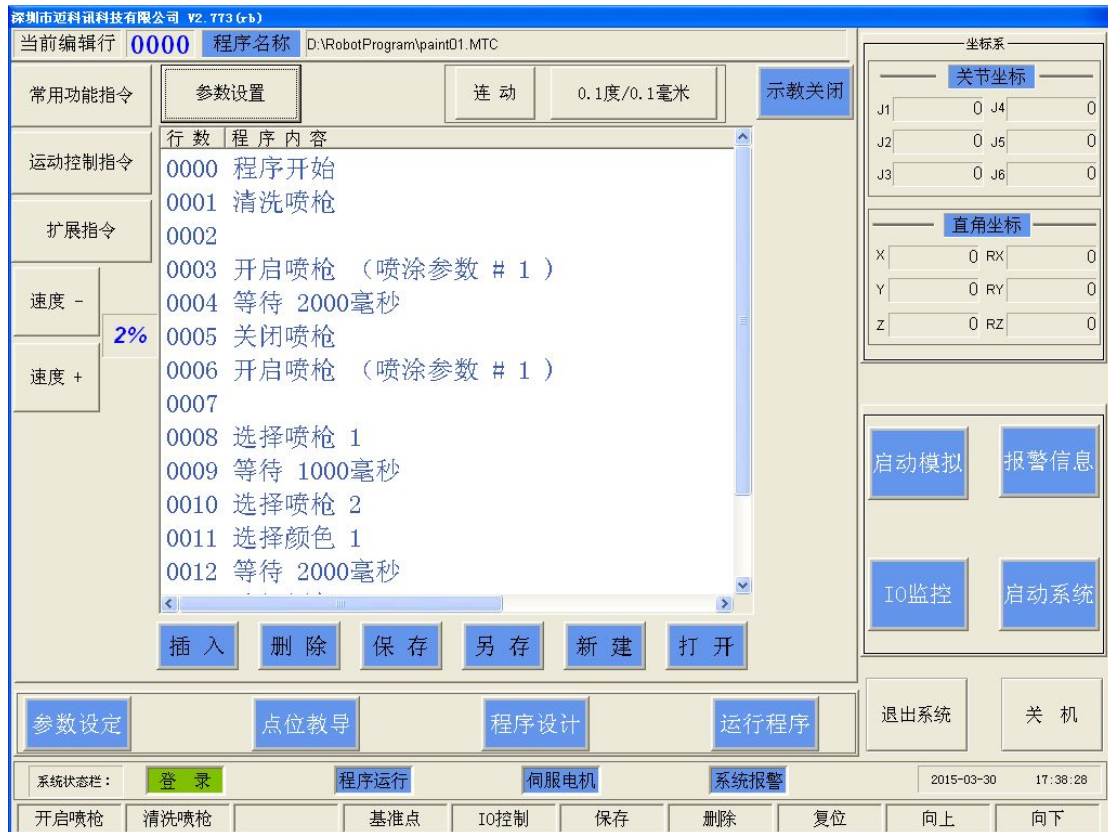 深圳市迈科讯科技有限公司 V2.773(rb)
当前编辑行 0000 程序名称 D:\RobotProgram\paint01.MTC
常用功能指令
运动控制指令
扩展指令
速度 -
2%
速度 +
参数设置 连 动 0.1度/0.1毫米 示教关闭
行 数 程 序 内 容
0000 程序开始
0001 清洗喷枪
0002
0003 开启喷枪 （喷涂参数 # 1 ）
0004 等待 2000毫秒
0005 关闭喷枪
0006 开启喷枪 （喷涂参数 # 1 ）
0007
0008 选择喷枪 1
0009 等待 1000毫秒
0010 选择喷枪 2
0011 选择颜色 1
0012 等待 2000毫秒
插 入 删 除 保 存 另 存 新 建 打 开
坐标系
关节坐标
J1 0 J4 0
J2 0 J5 0
J3 0 J6 0
直角坐标
X 0 RX 0
Y 0 RY 0
Z 0 RZ 0
启动模拟 报警信息
IO监控 启动系统
参数设定 点位教导 程序设计 运行程序
退出系统 关 机
系统状态栏： 登 录 程序运行 伺服电机 系统报警 2015-03-30 17:38:28
开启喷枪 清洗喷枪 基准点 IO控制 保存 删除 复位 向上 向下